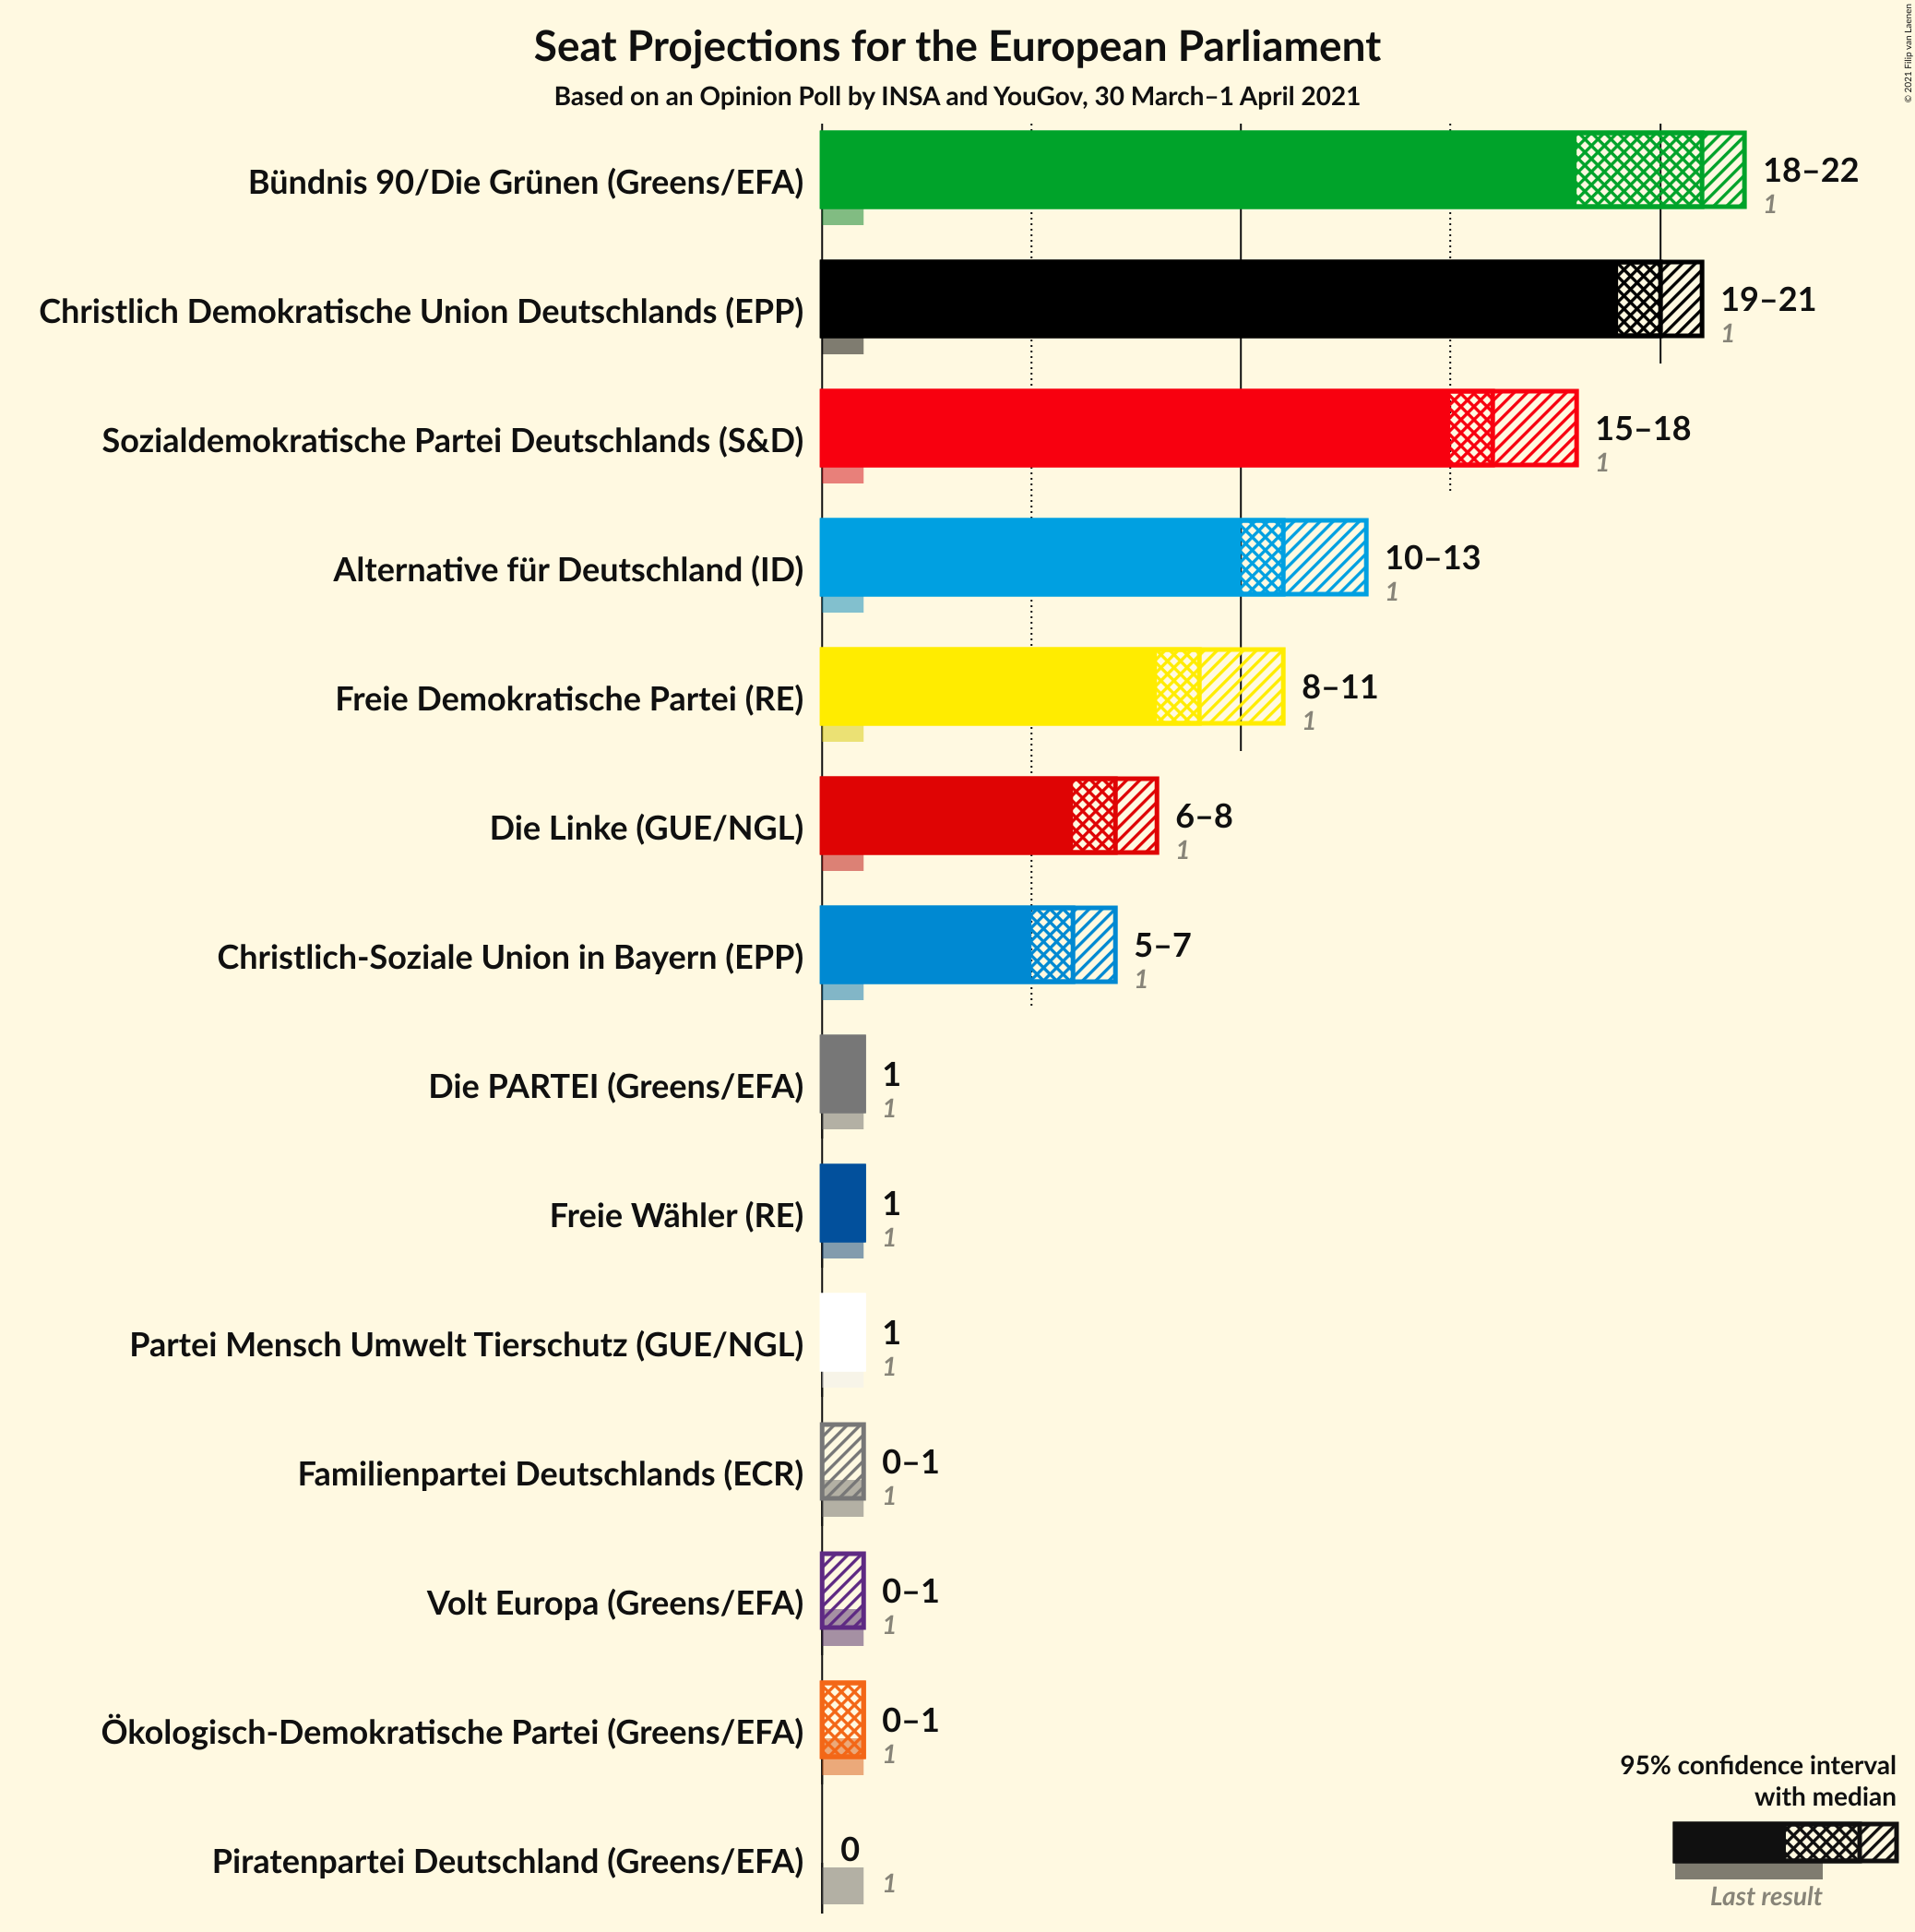 Seat Projections for the European Parliament
Based on an Opinion Poll by INSA and YouGov, 30 March–1 April 2021
© 2021 Filip van Laenen
Bündnis 90/Die Grünen (Greens/EFA)
18–22
1
Christlich Demokratische Union Deutschlands (EPP)
19–21
1
Sozialdemokratische Partei Deutschlands (S&D)
15–18
1
Alternative für Deutschland (ID)
10–13
1
Freie Demokratische Partei (RE)
8–11
1
Die Linke (GUE/NGL)
6–8
1
Christlich-Soziale Union in Bayern (EPP)
5–7
1
Die PARTEI (Greens/EFA)
1
1
Freie Wähler (RE)
1
1
Partei Mensch Umwelt Tierschutz (GUE/NGL)
1
1
Familienpartei Deutschlands (ECR)
0–1
1
Volt Europa (Greens/EFA)
0–1
1
Ökologisch-Demokratische Partei (Greens/EFA)
0–1
1
Piratenpartei Deutschland (Greens/EFA)
0
1
95% confidence interval
with median
Last result